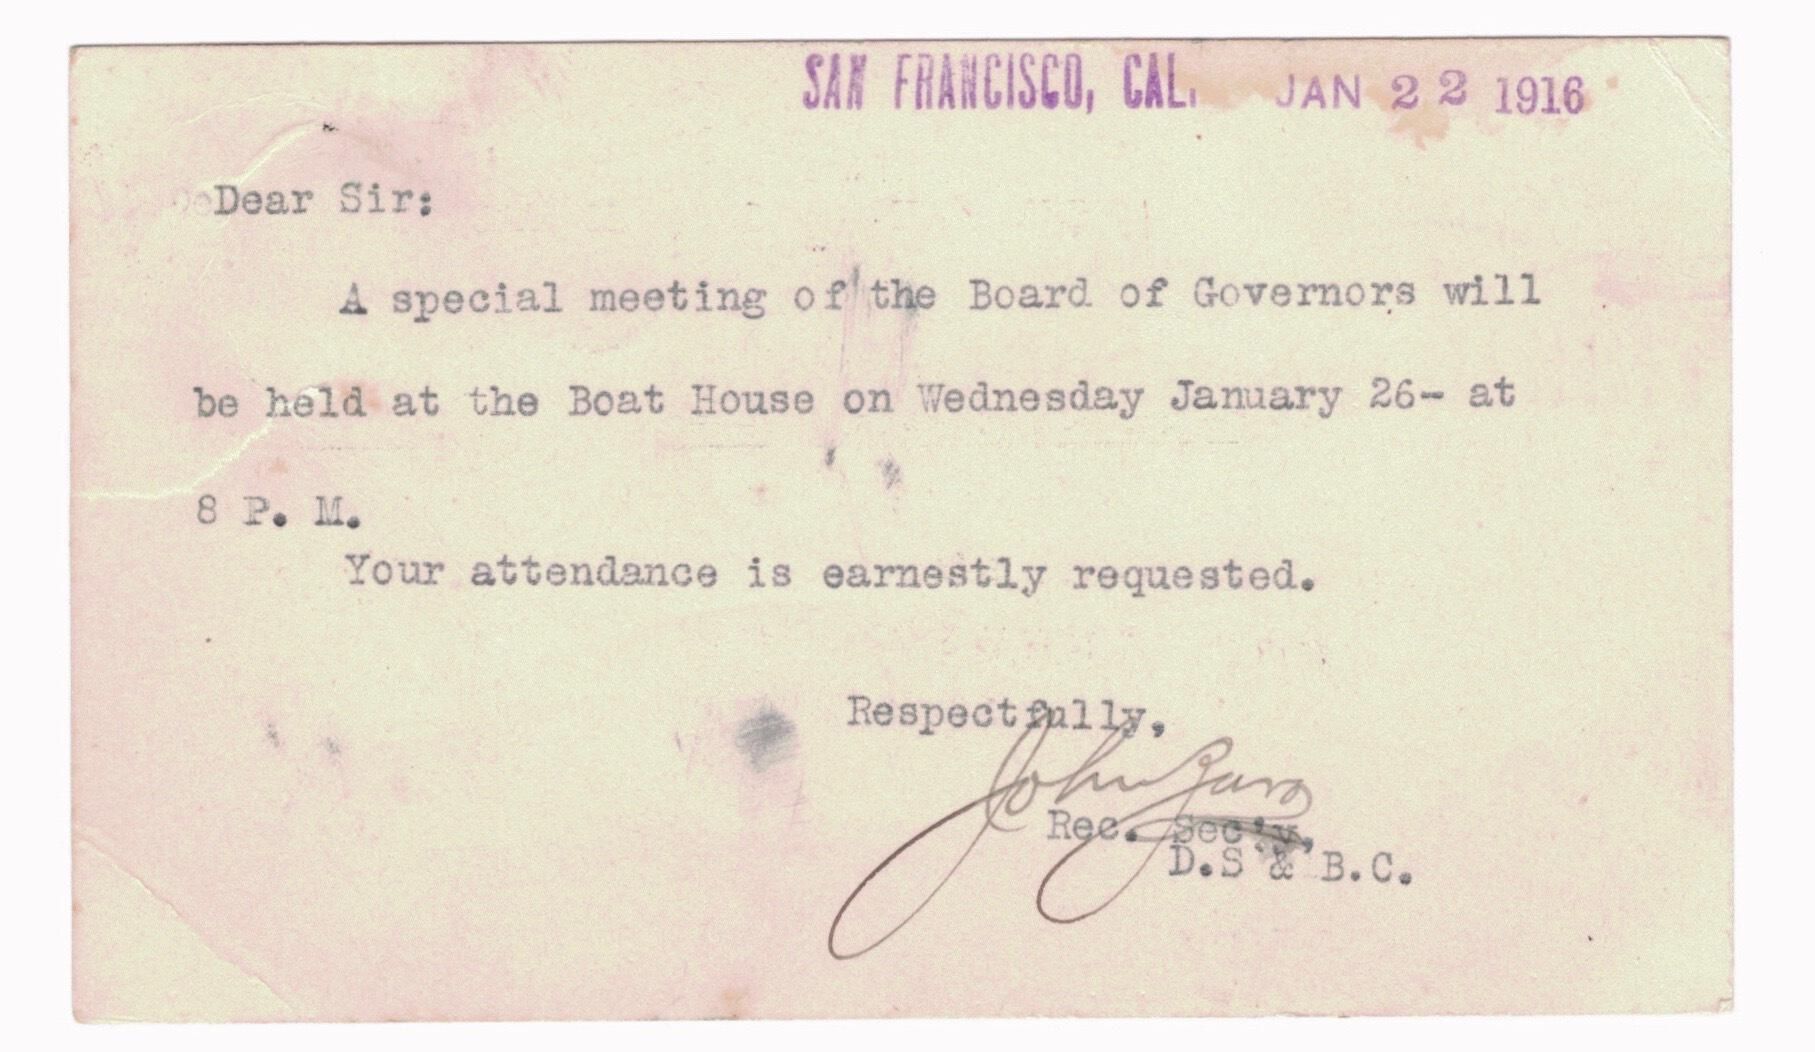 SAN FRANCISCO, CAL. JAN 22 1916
Dear Sir:
A special meeting of the Board of Governors will
be held at the Boat House on Wednesday January 26- at
8 P. M.
Your attendance is earnestly requested.
Respectfully,
John
Rec. Sec'y,
D.S & B.C.